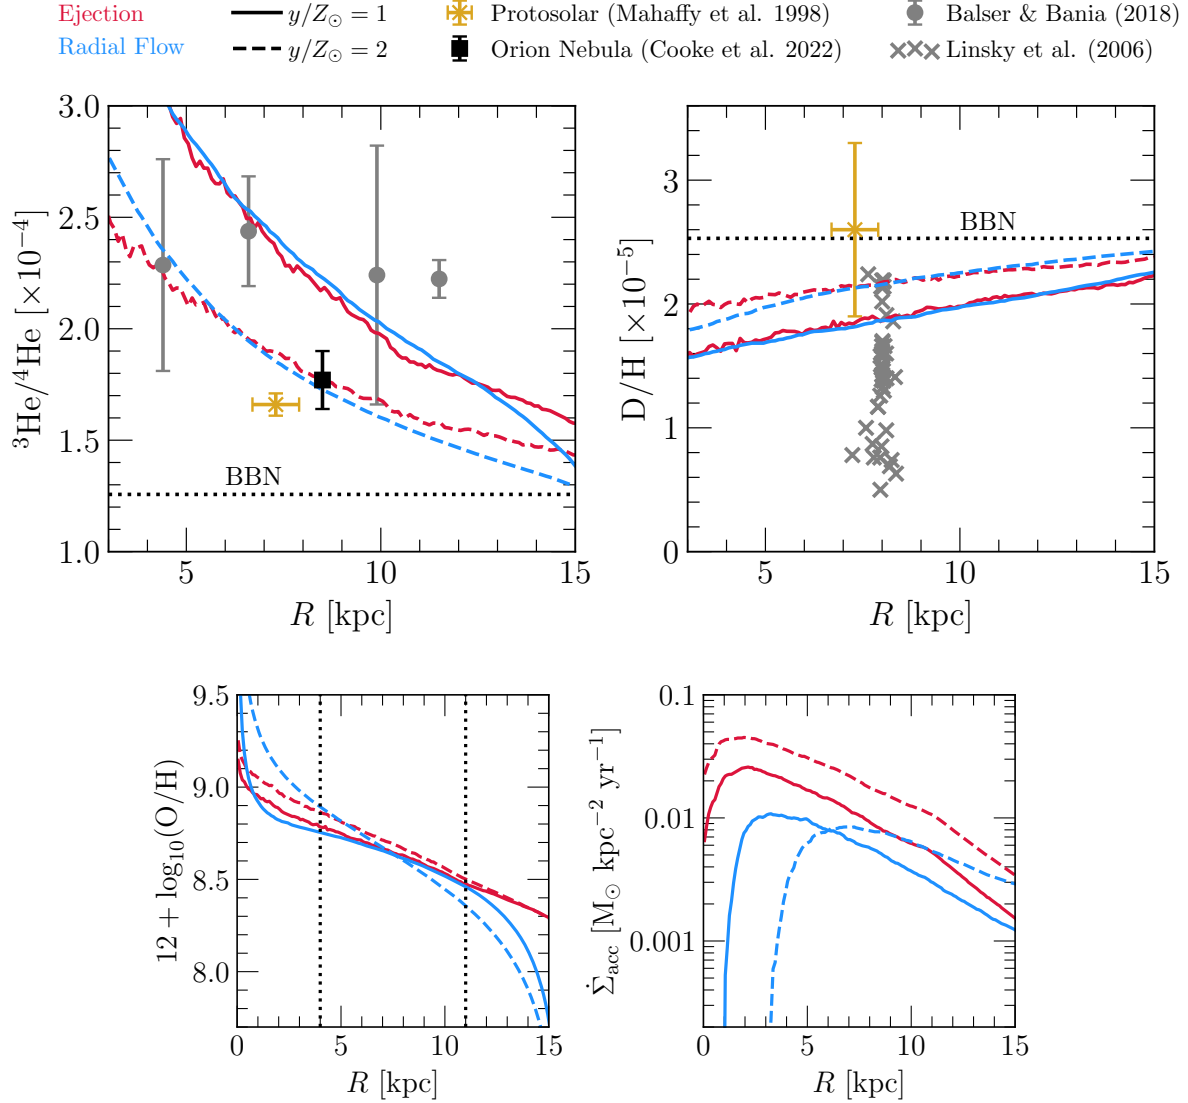 Ejection
Radial Flow
y/Z⊙ = 1
y/Z⊙ = 2
Protosolar (Mahaffy et al. 1998)
Orion Nebula (Cooke et al. 2022)
Balser & Bania (2018)
Linsky et al. (2006)
3.0
2.5
2.0
1.5
1.0
³He/⁴He [×10⁻⁴]
BBN
5
10
15
R [kpc]
3
2
1
0
D/H [×10⁻⁵]
BBN
5
10
15
R [kpc]
9.5
9.0
8.5
8.0
12 + log₁₀(O/H)
0
5
10
15
R [kpc]
0.1
0.01
0.001
Σ̇acc [M⊙ kpc⁻² yr⁻¹]
0
5
10
15
R [kpc]